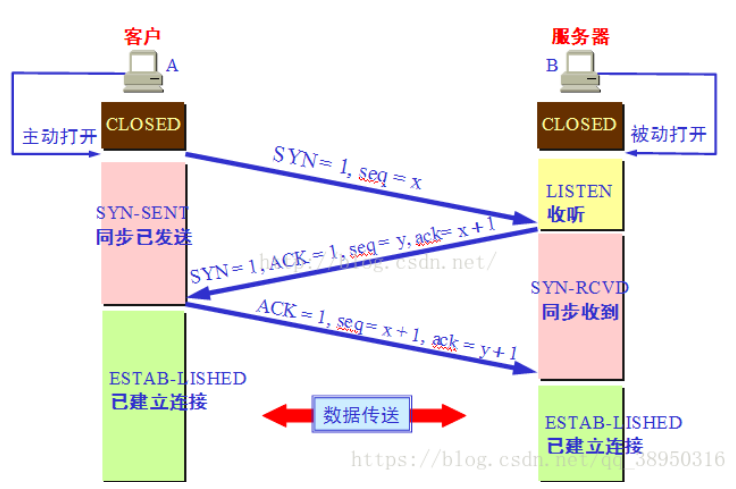 客户
服务器
A
B
CLOSED
CLOSED
主动打开
被动打开
SYN = 1, seq = x
LISTEN
收听
SYN-SENT
同步已发送
SYN = 1, ACK = 1, seq = y, ack= x + 1
http://blog.csdn.net/
SYN-RCVD
同步收到
ACK = 1, seq = x + 1, ack = y + 1
ESTAB-LISHED
已建立连接
数据传送
ESTAB-LISHED
已建立连接
https://blog.csdn.net/qq_38950316